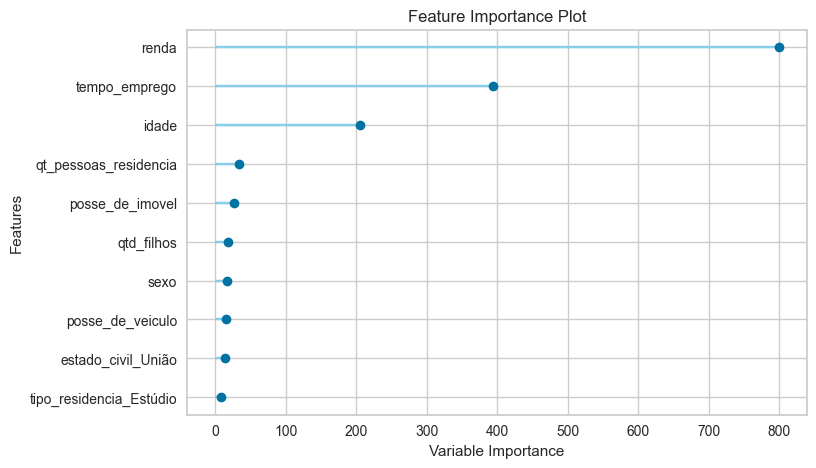 Feature Importance Plot
renda
tempo_emprego
idade
qt_pessoas_residencia
posse_de_imovel
qtd_filhos
sexo
posse_de_veiculo
estado_civil_União
tipo_residencia_Estúdio
Features
0 100 200 300 400 500 600 700 800
Variable Importance